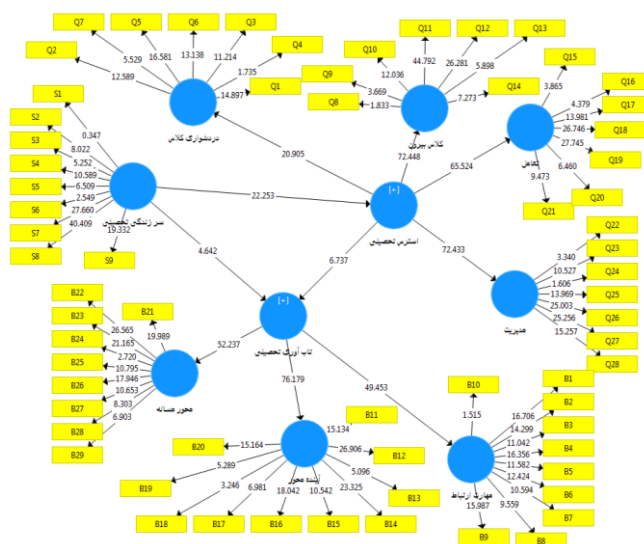 Q7
Q5
Q6
Q3
Q2
Q4
Q1
5.529
16.581
13.138
11.214
1.735
12.589
14.897
دردشواری کلاس
Q11
Q12
Q13
Q10
Q9
Q8
Q14
44.792
26.281
5.898
12.036
3.669
1.833
7.273
کلاس بیرون
Q15
Q16
Q17
Q18
Q19
Q20
Q21
3.865
4.379
13.981
26.746
27.745
6.460
9.473
تعامل
S1
S2
S3
S4
S5
S6
S7
S8
S9
0.347
8.022
5.252
10.589
6.509
2.549
27.660
40.409
19.332
سر زندگی تحصیلی
20.905
72.448
65.524
22.253
[+]
استرس تحصیلی
4.642
6.737
72.433
Q22
Q23
Q24
Q25
Q26
Q27
Q28
3.340
10.527
1.606
13.969
25.003
25.256
15.257
مدیریت
[+]
تاب آوری تحصیلی
52.237
76.179
49.453
B22
B21
B23
B24
B25
B26
B27
B28
B29
26.565
19.989
21.165
2.720
10.795
17.946
10.653
8.303
6.903
محور مساله
B11
B12
B13
B14
B15
B16
B17
B18
B19
B20
15.134
26.906
5.096
23.325
10.542
18.042
6.981
3.246
5.289
15.164
آینده محور
B10
B1
B2
B3
B4
B5
B6
B7
B8
B9
1.515
16.706
14.299
11.042
16.356
11.582
12.424
10.594
9.559
15.987
مهارت ارتباط